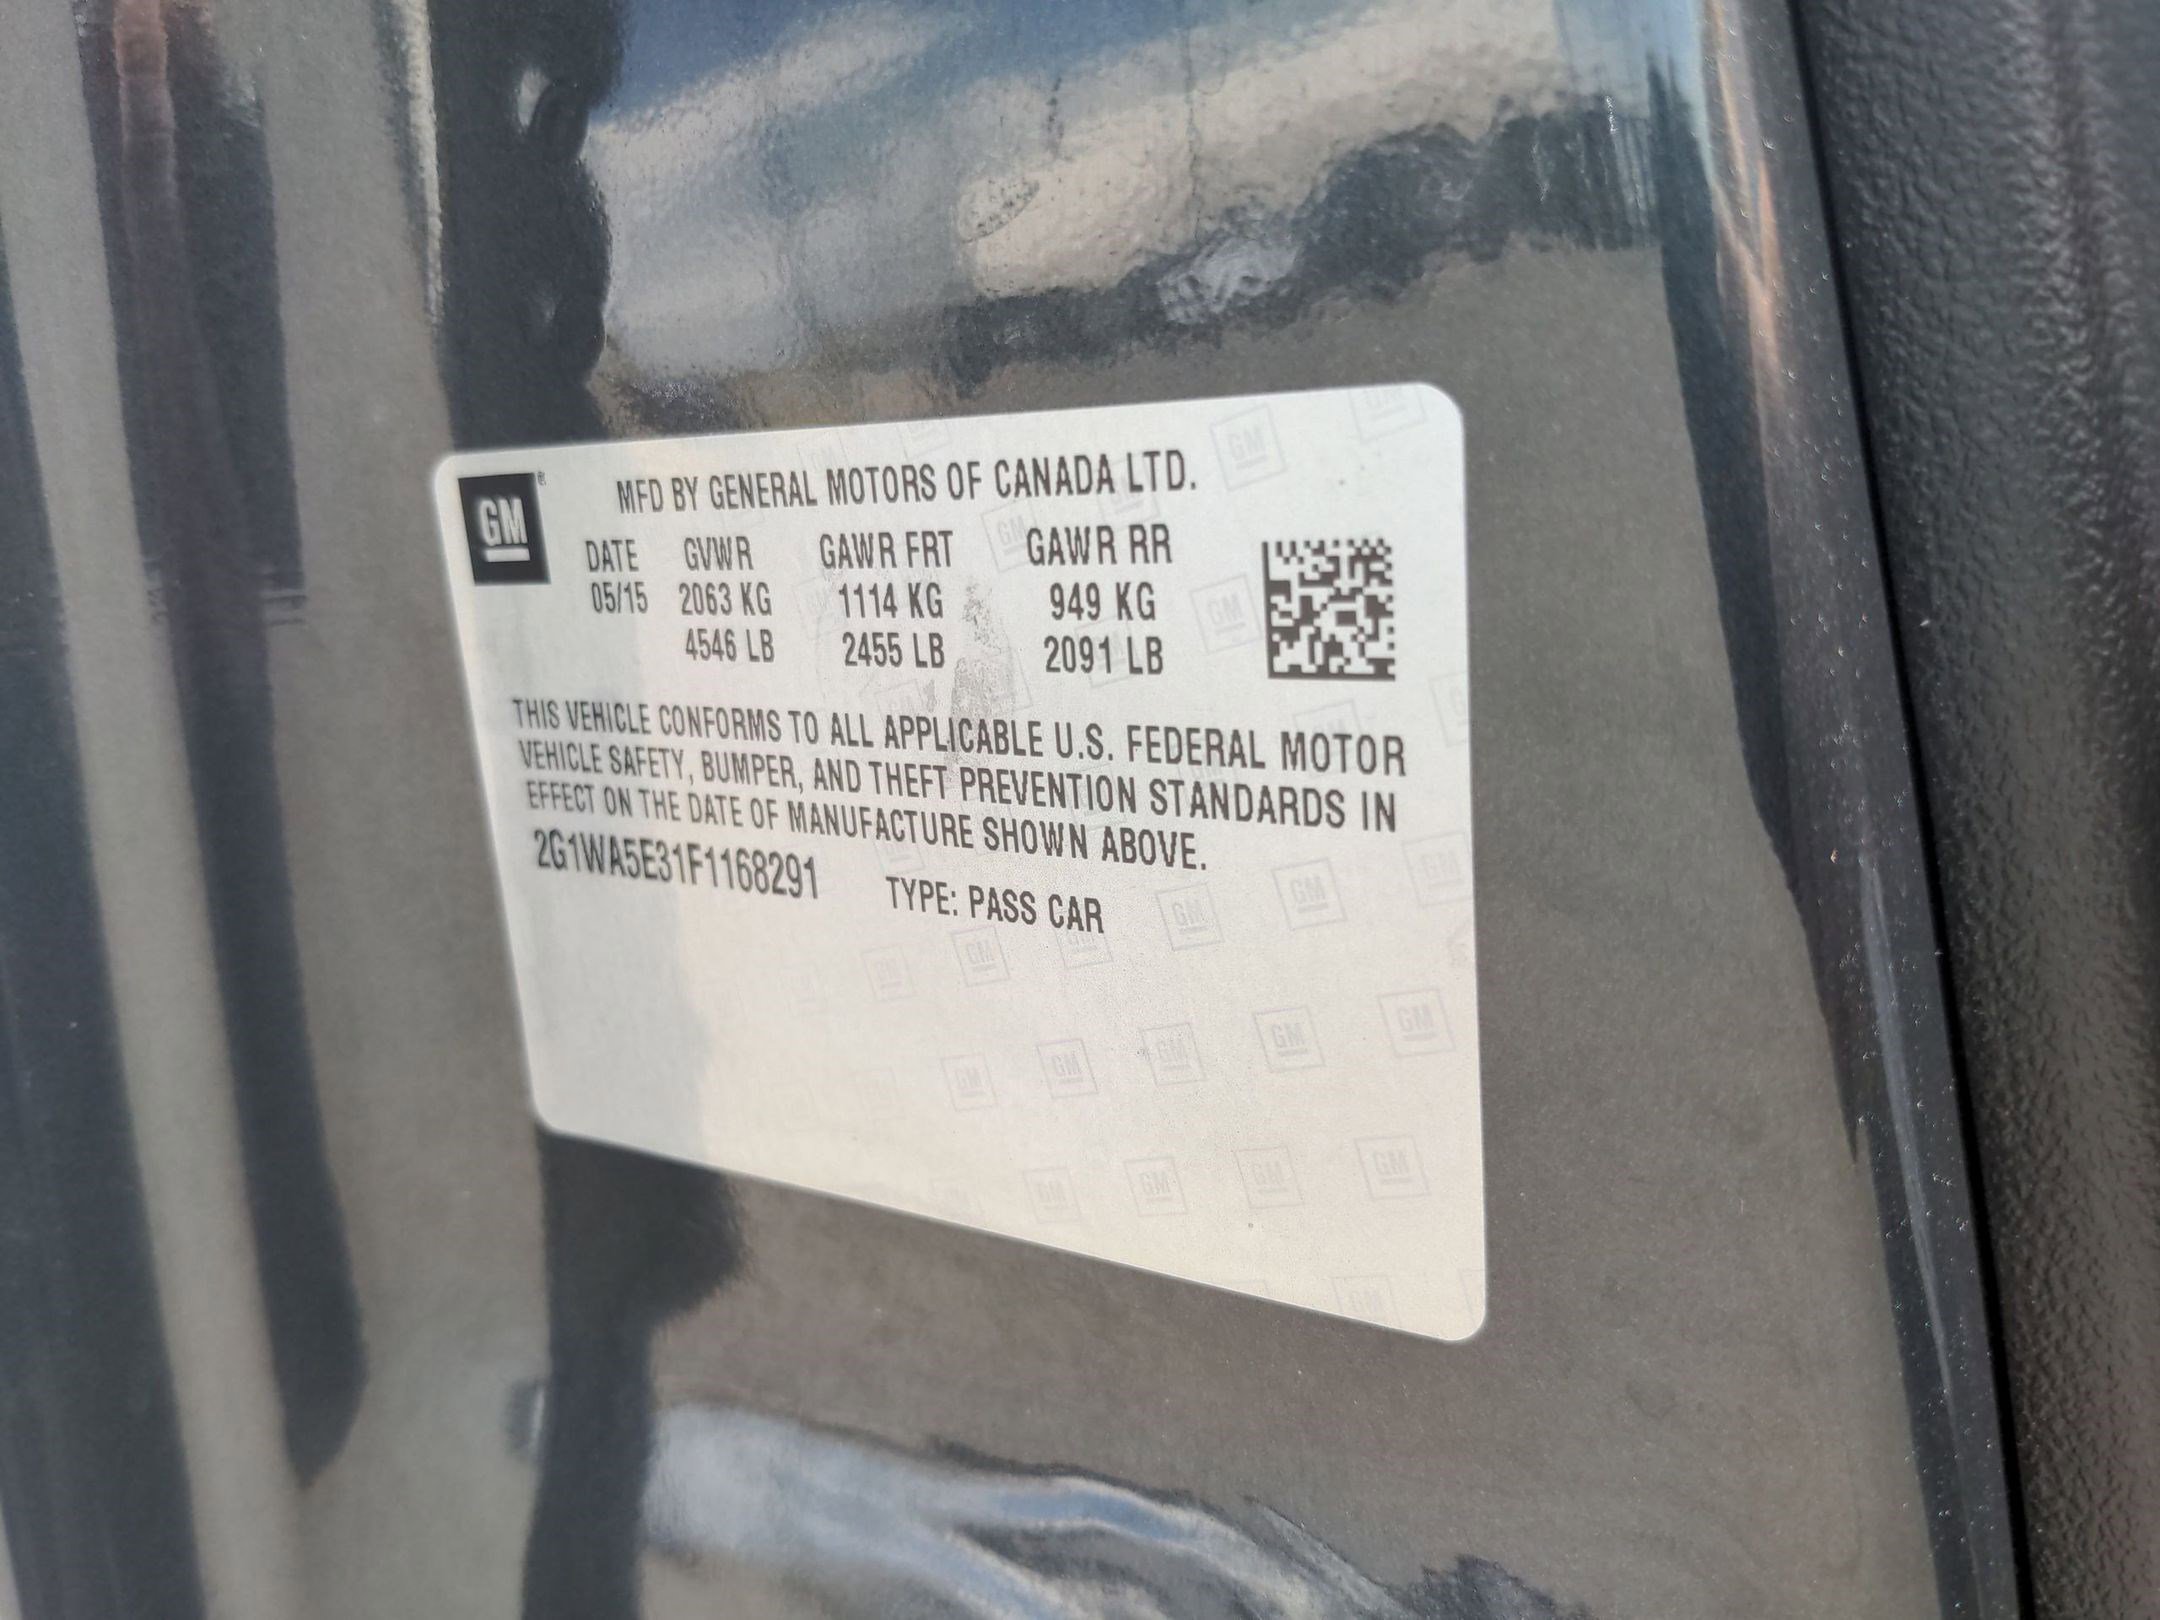 GM
MFD BY GENERAL MOTORS OF CANADA LTD.
DATE GVWR GAWR FRT GAWR RR
05/15 2063 KG 1114 KG 949 KG
4546 LB 2455 LB 2091 LB
THIS VEHICLE CONFORMS TO ALL APPLICABLE U.S. FEDERAL MOTOR
VEHICLE SAFETY, BUMPER, AND THEFT PREVENTION STANDARDS IN
EFFECT ON THE DATE OF MANUFACTURE SHOWN ABOVE.
2G1WA5E31F1168291 TYPE: PASS CAR